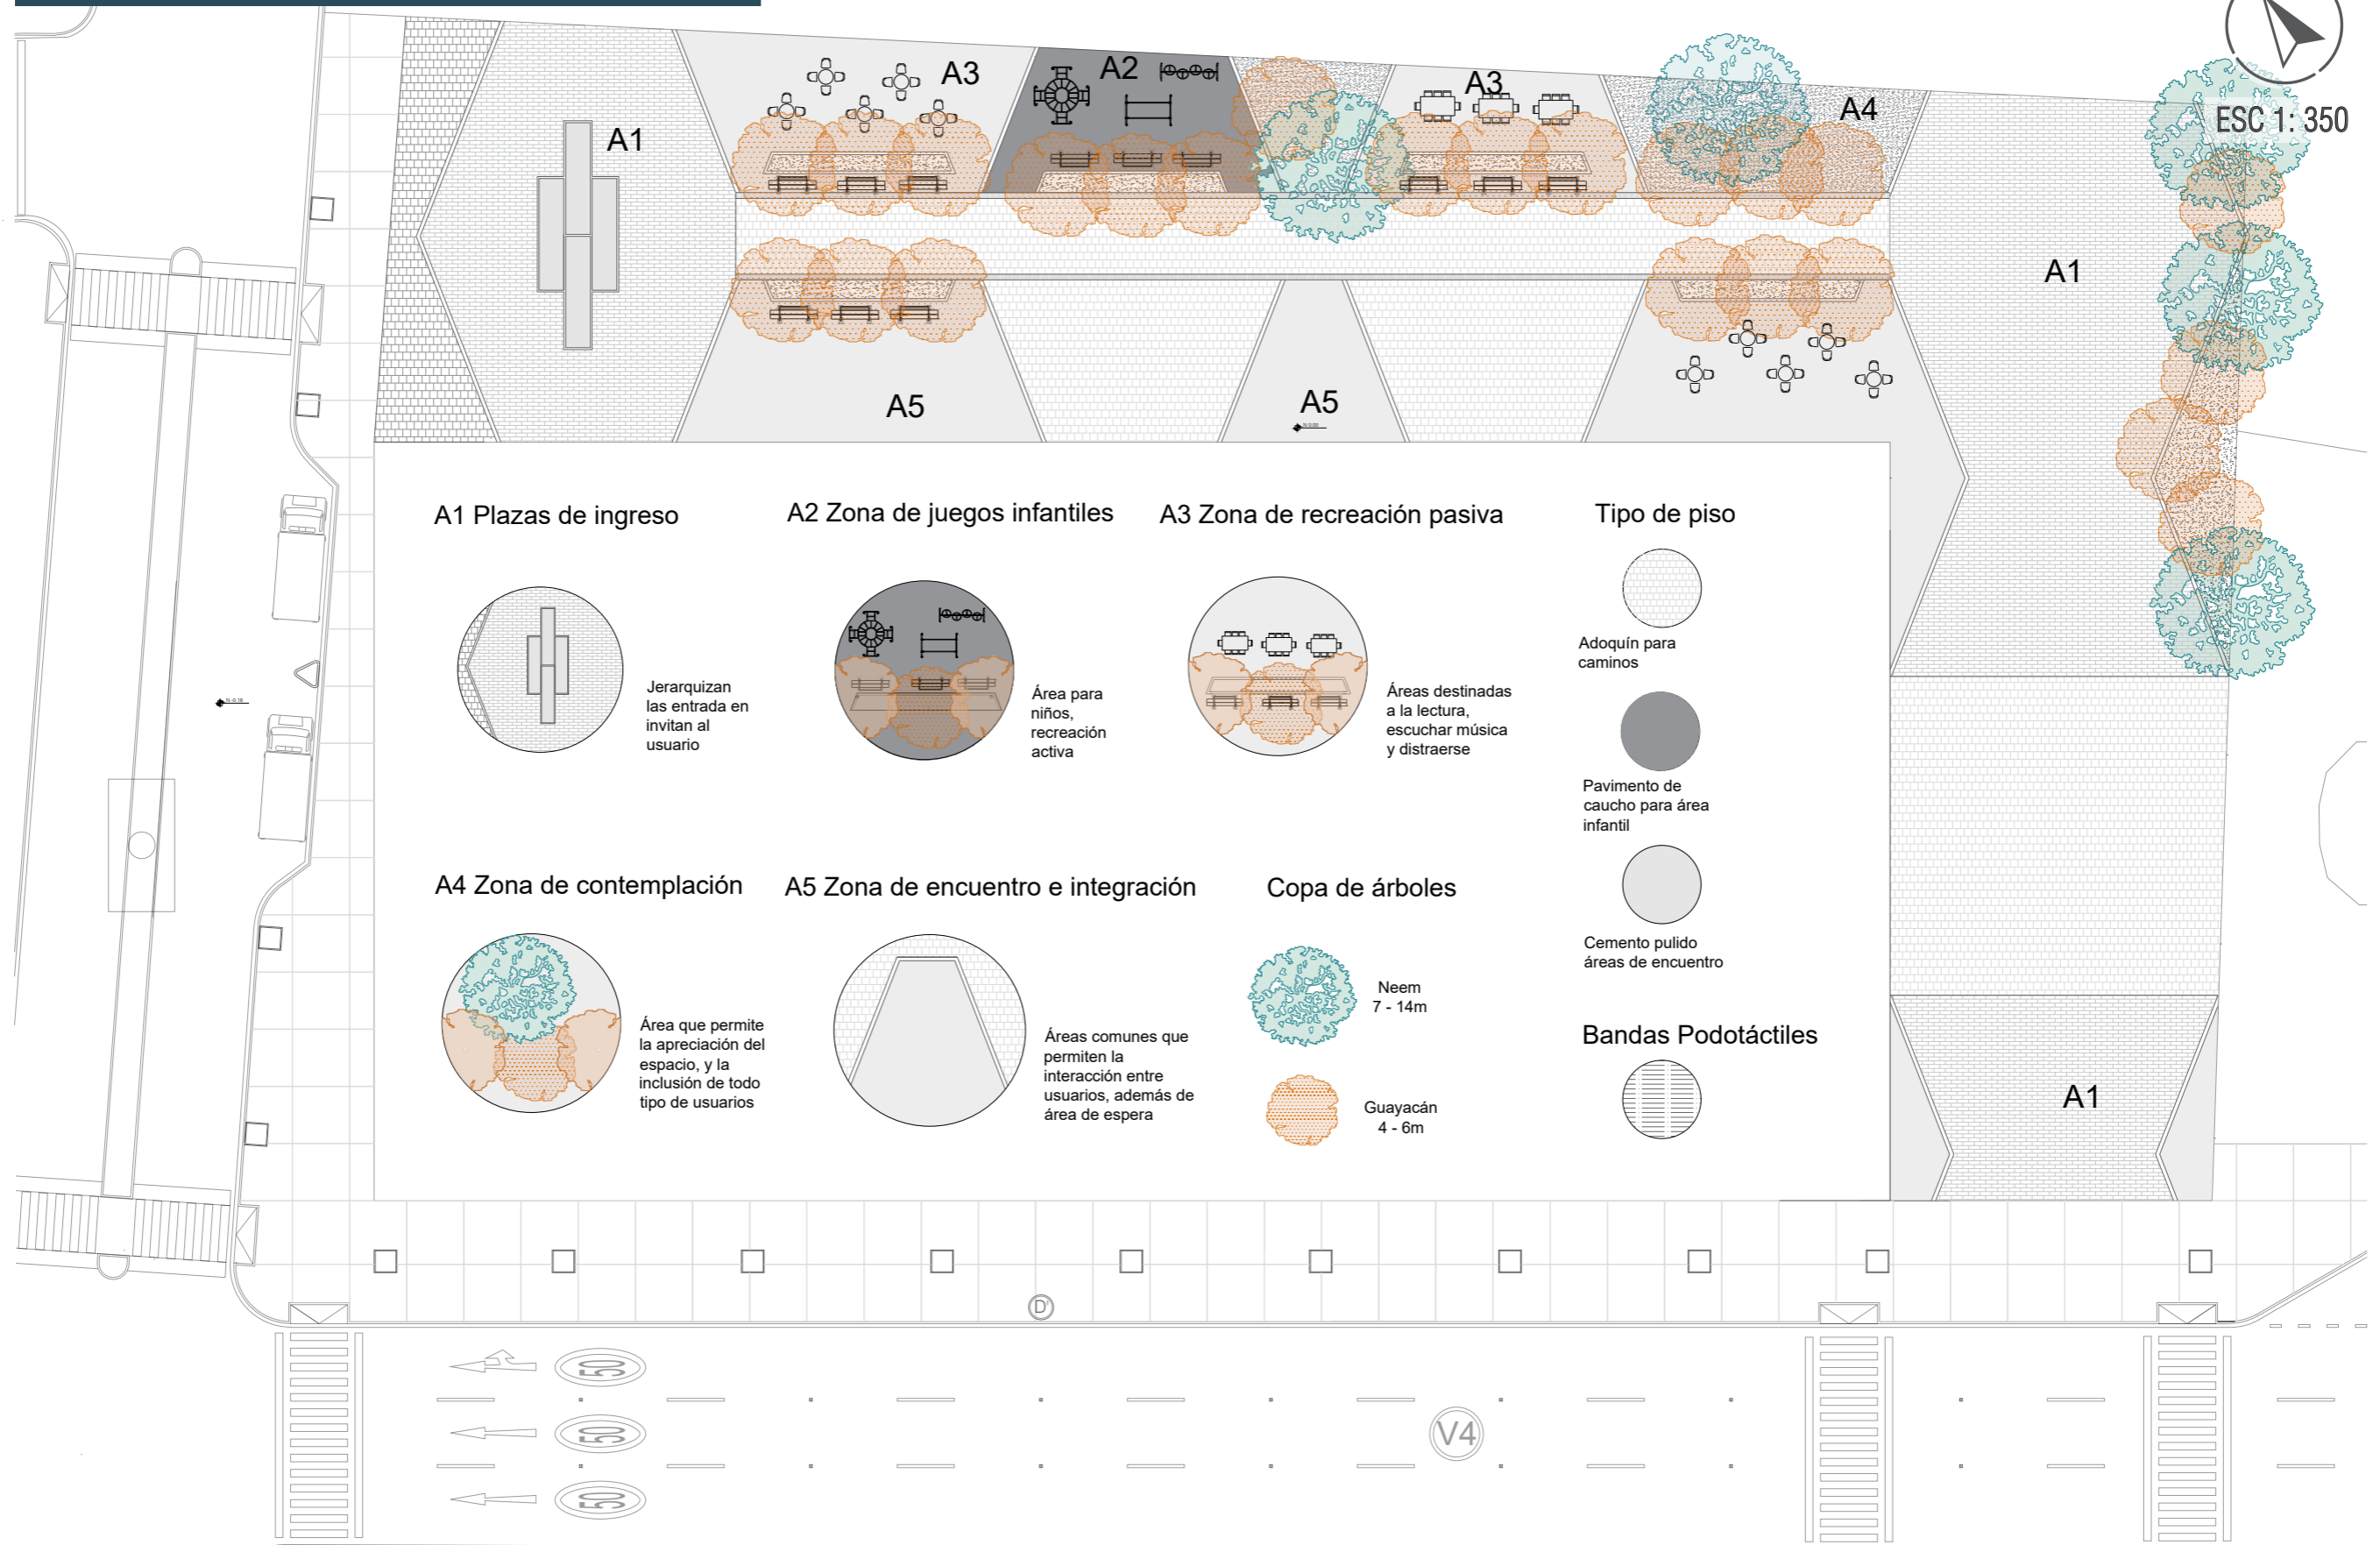 A3
A2
A3
A4
ESC 1: 350
A1
A1
A5
A5
N 0.00
A1 Plazas de ingreso
Jerarquizan
las entrada en
invitan al
usuario
A2 Zona de juegos infantiles
Área para
niños,
recreación
activa
A3 Zona de recreación pasiva
Áreas destinadas
a la lectura,
escuchar música
y distraerse
Tipo de piso
Adoquín para
caminos
Pavimento de
caucho para área
infantil
Cemento pulido
áreas de encuentro
N -0.18
A4 Zona de contemplación
Área que permite
la apreciación del
espacio, y la
inclusión de todo
tipo de usuarios
A5 Zona de encuentro e integración
Áreas comunes que
permiten la
interacción entre
usuarios, además de
área de espera
Copa de árboles
Neem
7 - 14m
Guayacán
4 - 6m
Bandas Podotáctiles
A1
D'
50
50
50
V4